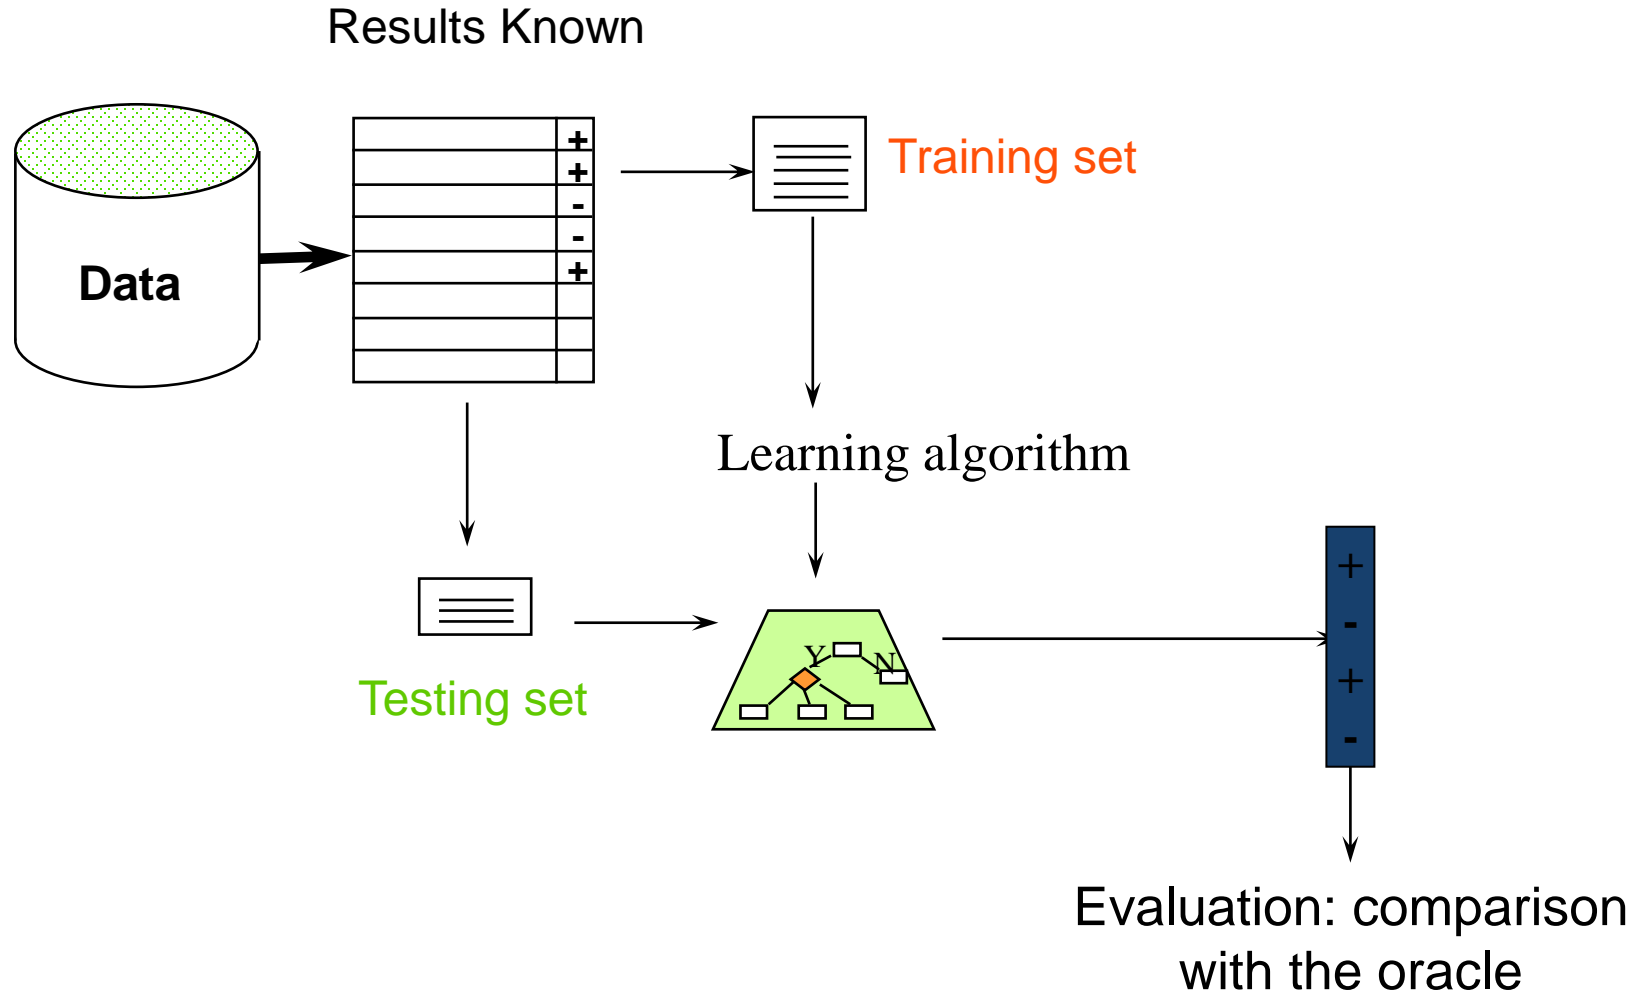 Results Known
+
+
-
-
+
Training set
Data
Learning algorithm
Y
N
Testing set
+
-
+
-
Evaluation: comparison
with the oracle